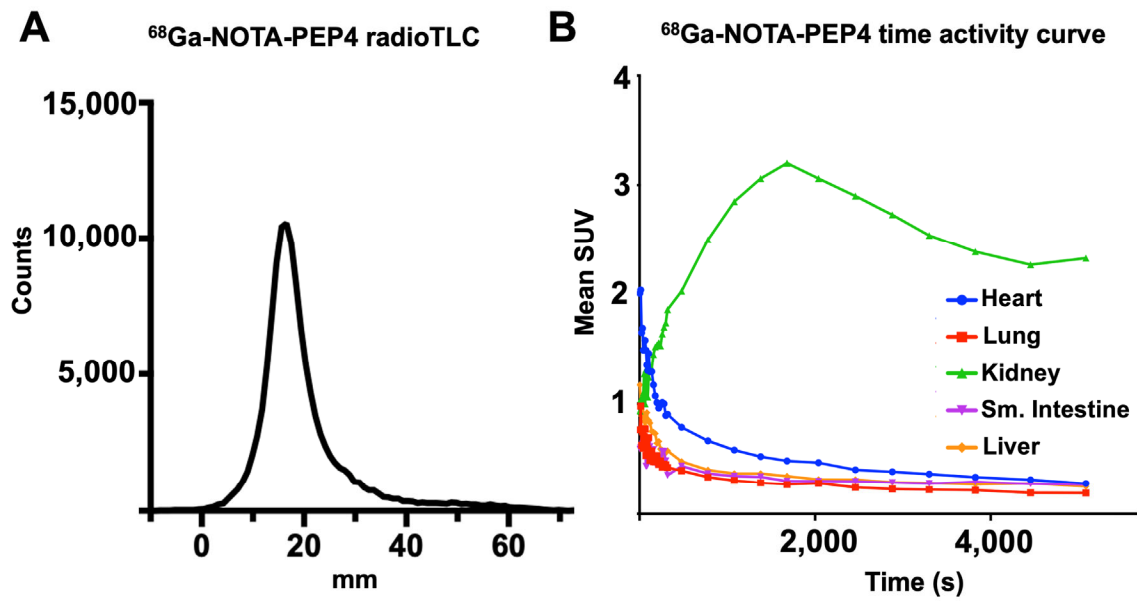 A
⁶⁸Ga-NOTA-PEP4 radioTLC
15,000
10,000
5,000
Counts
0
20
40
60
mm
B
⁶⁸Ga-NOTA-PEP4 time activity curve
4
3
2
1
Mean SUV
Heart
Lung
Kidney
Sm. Intestine
Liver
2,000
4,000
Time (s)